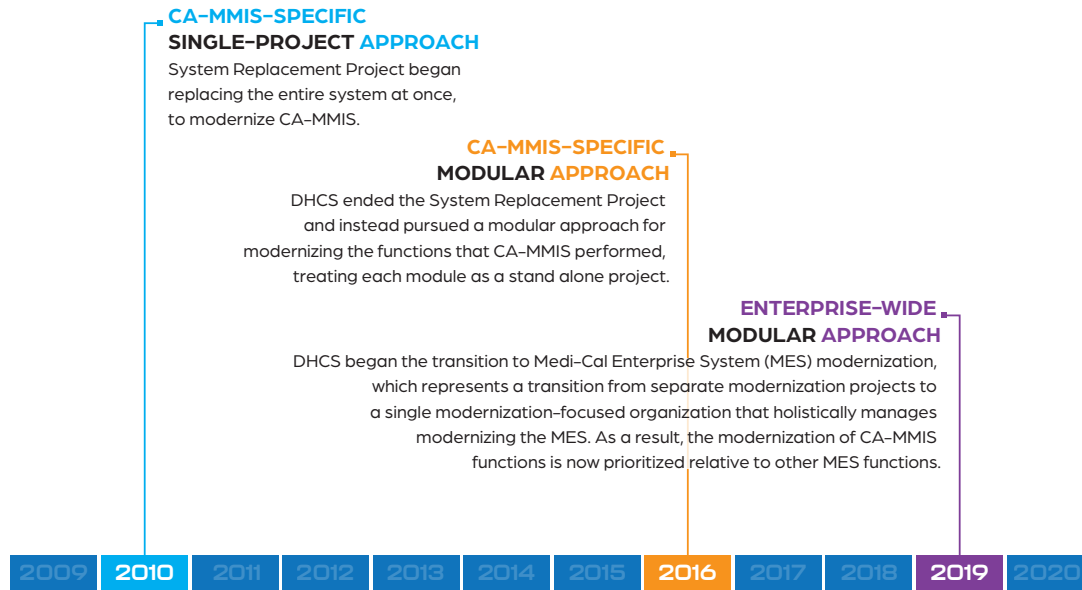 CA-MMIS-SPECIFIC
SINGLE-PROJECT APPROACH
System Replacement Project began
replacing the entire system at once,
to modernize CA-MMIS.
CA-MMIS-SPECIFIC
MODULAR APPROACH
DHCS ended the System Replacement Project
and instead pursued a modular approach for
modernizing the functions that CA-MMIS performed,
treating each module as a stand alone project.
ENTERPRISE-WIDE
MODULAR APPROACH
DHCS began the transition to Medi-Cal Enterprise System (MES) modernization,
which represents a transition from separate modernization projects to
a single modernization-focused organization that holistically manages
modernizing the MES. As a result, the modernization of CA-MMIS
functions is now prioritized relative to other MES functions.
2009 2010 2011 2012 2013 2014 2015 2016 2017 2018 2019 2020